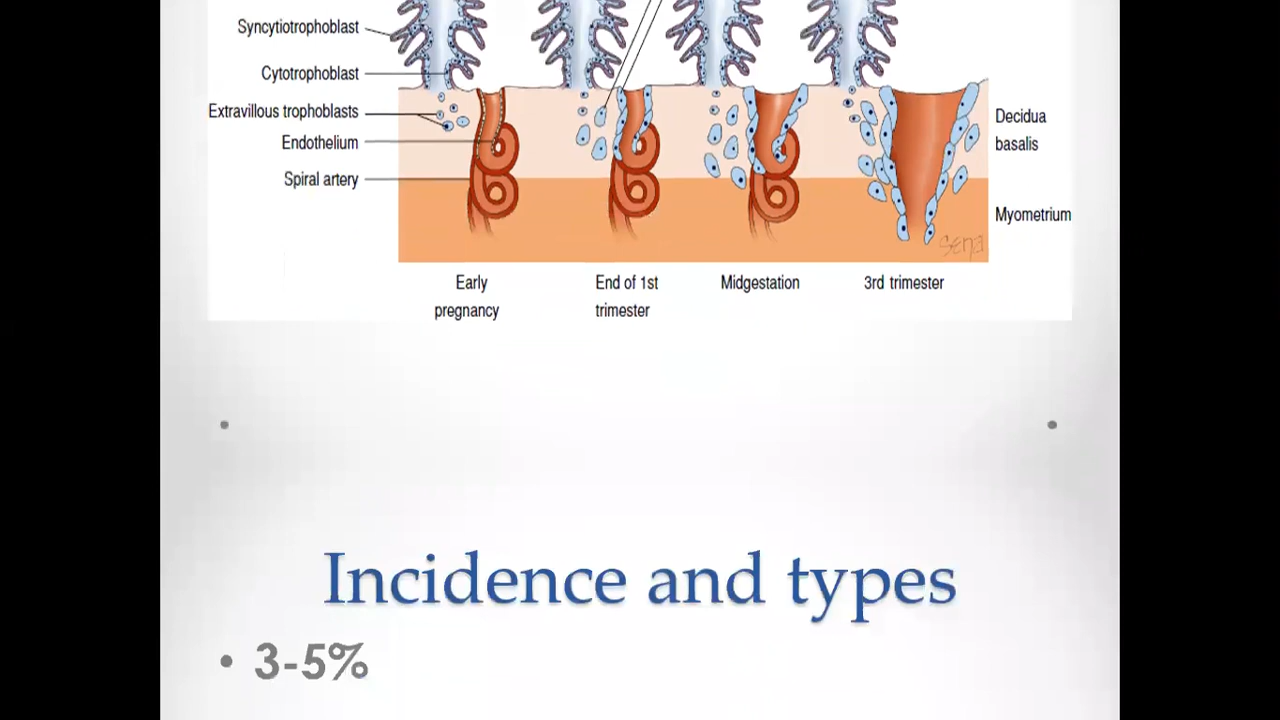 Syncytiotrophoblast
Cytotrophoblast
Extravillous trophoblasts
Endothelium
Spiral artery
Decidua
basalis
Myometrium
Sena
Early
pregnancy
End of 1st
trimester
Midgestation
3rd trimester
Incidence and types
• 3-5%